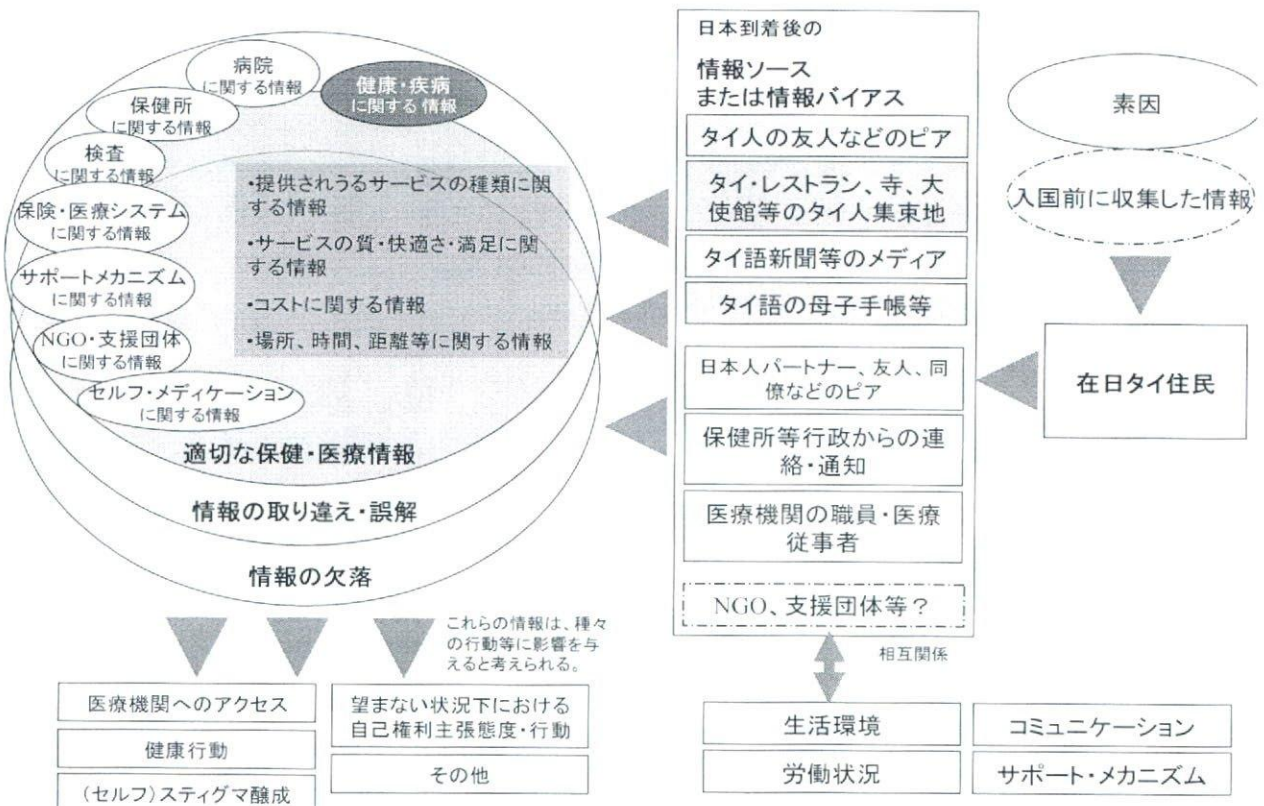 病院
に関する情報
健康・疾病
に関する 情報
保健所
に関する情報
検査
に関する情報
保険・医療システム
に関する情報
サポートメカニズム
に関する情報
NGO・支援団体
に関する情報
セルフ・メディケーション
に関する情報
・提供されうるサービスの種類に関
する情報
・サービスの質・快適さ・満足に関
する情報
・コストに関する情報
・場所、時間、距離等に関する情報
適切な保健・医療情報
情報の取り違え・誤解
情報の欠落
これらの情報は、種々
の行動等に影響を与
えると考えられる。
医療機関へのアクセス
健康行動
(セルフ)スティグマ醸成
望まない状況下における
自己権利主張態度・行動
その他
日本到着後の
情報ソース
または情報バイアス
タイ人の友人などのピア
タイ・レストラン、寺、大
使館等のタイ人集束地
タイ語新聞等のメディア
タイ語の母子手帳等
日本人パートナー、友人、同
僚などのピア
保健所等行政からの連
絡・通知
医療機関の職員・医療
従事者
NGO、支援団体等？
相互関係
生活環境
コミュニケーション
労働状況
サポート・メカニズム
素因
入国前に収集した情報
在日タイ住民